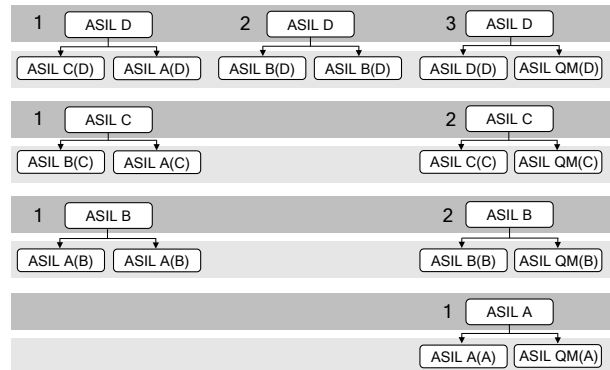 1 ASIL D 2 ASIL D 3 ASIL D
ASIL C(D) ASIL A(D) ASIL B(D) ASIL B(D) ASIL D(D) ASIL QM(D)
1 ASIL C 2 ASIL C
ASIL B(C) ASIL A(C) ASIL C(C) ASIL QM(C)
1 ASIL B 2 ASIL B
ASIL A(B) ASIL A(B) ASIL B(B) ASIL QM(B)
1 ASIL A
ASIL A(A) ASIL QM(A)